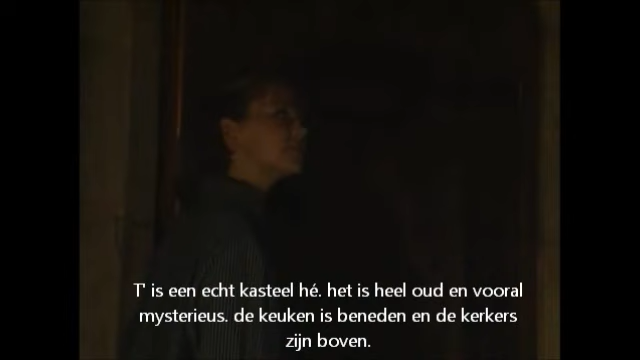 T' is een echt kasteel hé. het is heel oud en vooral
mysterieus. de keuken is beneden en de kerkers
zijn boven.